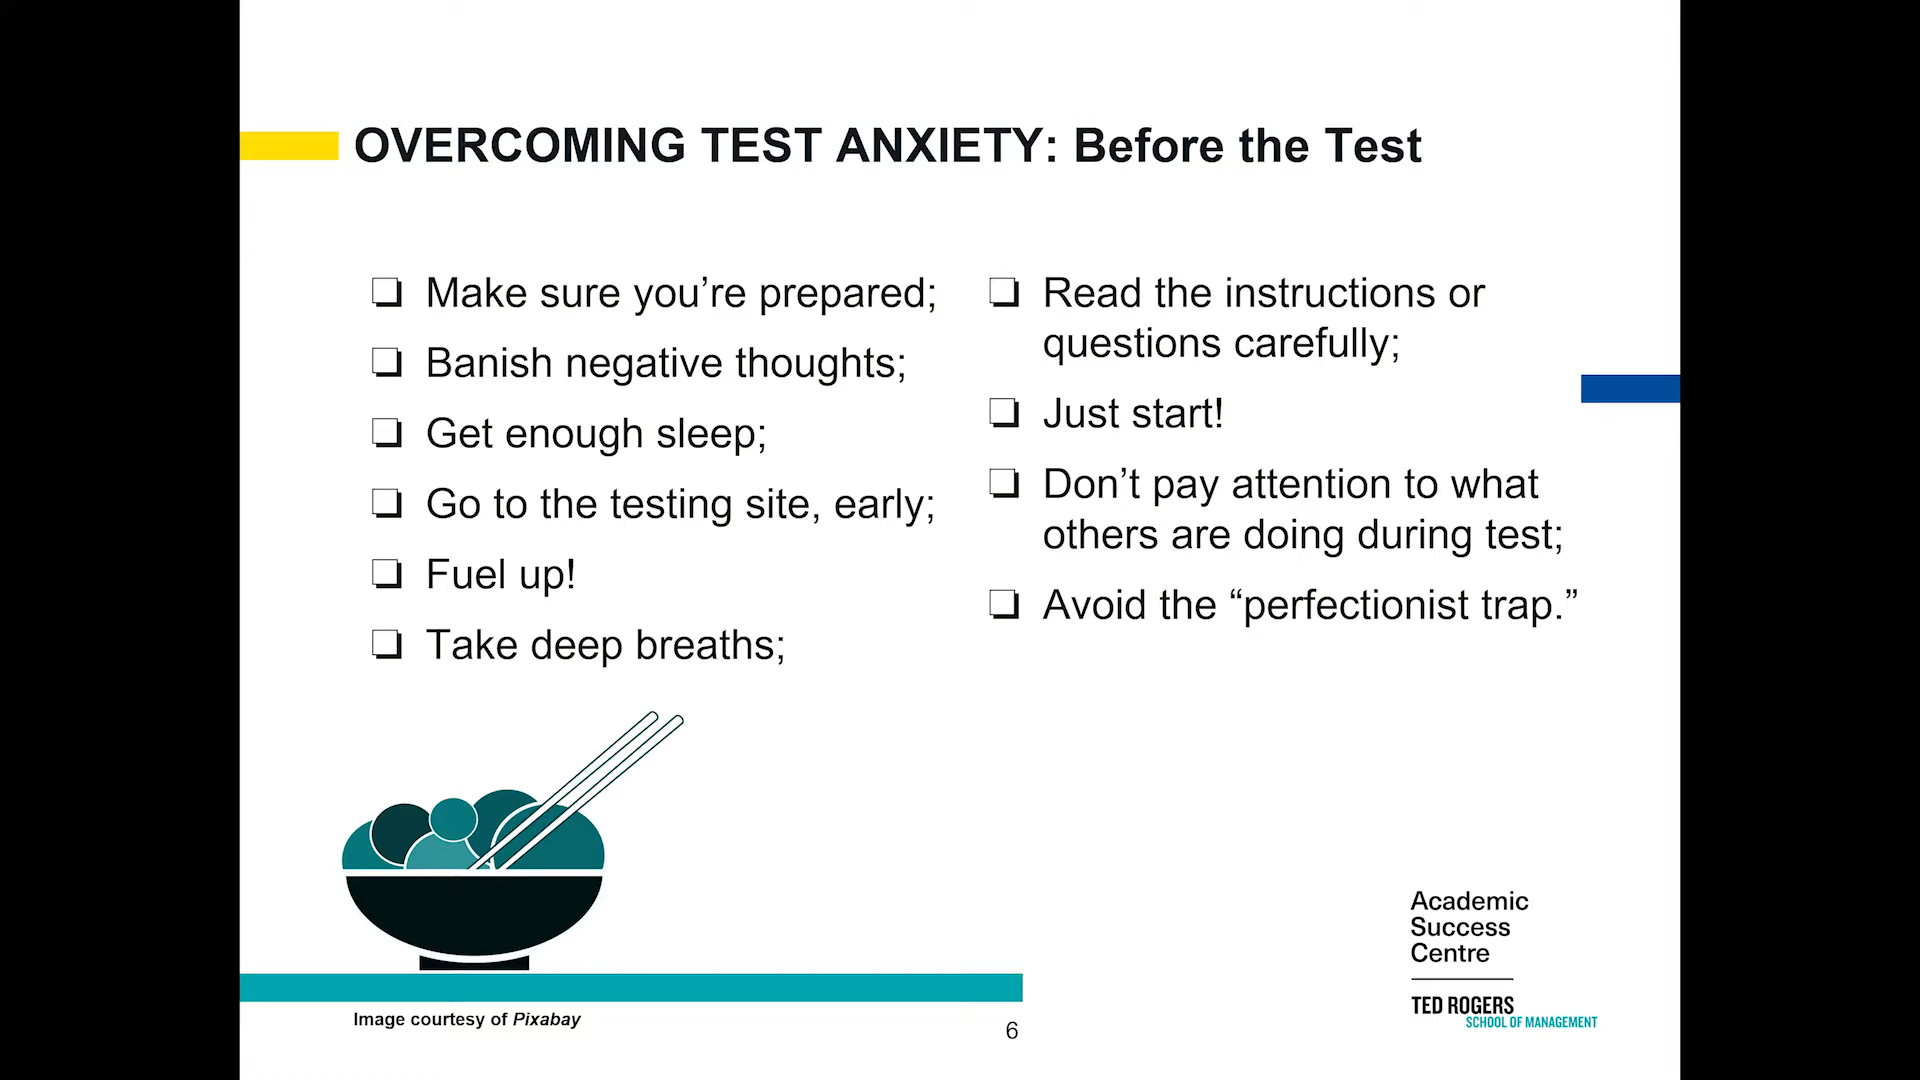 OVERCOMING TEST ANXIETY: Before the Test
❏ Make sure you’re prepared;
❏ Banish negative thoughts;
❏ Get enough sleep;
❏ Go to the testing site, early;
❏ Fuel up!
❏ Take deep breaths;
❏ Read the instructions or
questions carefully;
❏ Just start!
❏ Don’t pay attention to what
others are doing during test;
❏ Avoid the “perfectionist trap.”
Image courtesy of Pixabay
6
Academic
Success
Centre
TED ROGERS
SCHOOL OF MANAGEMENT